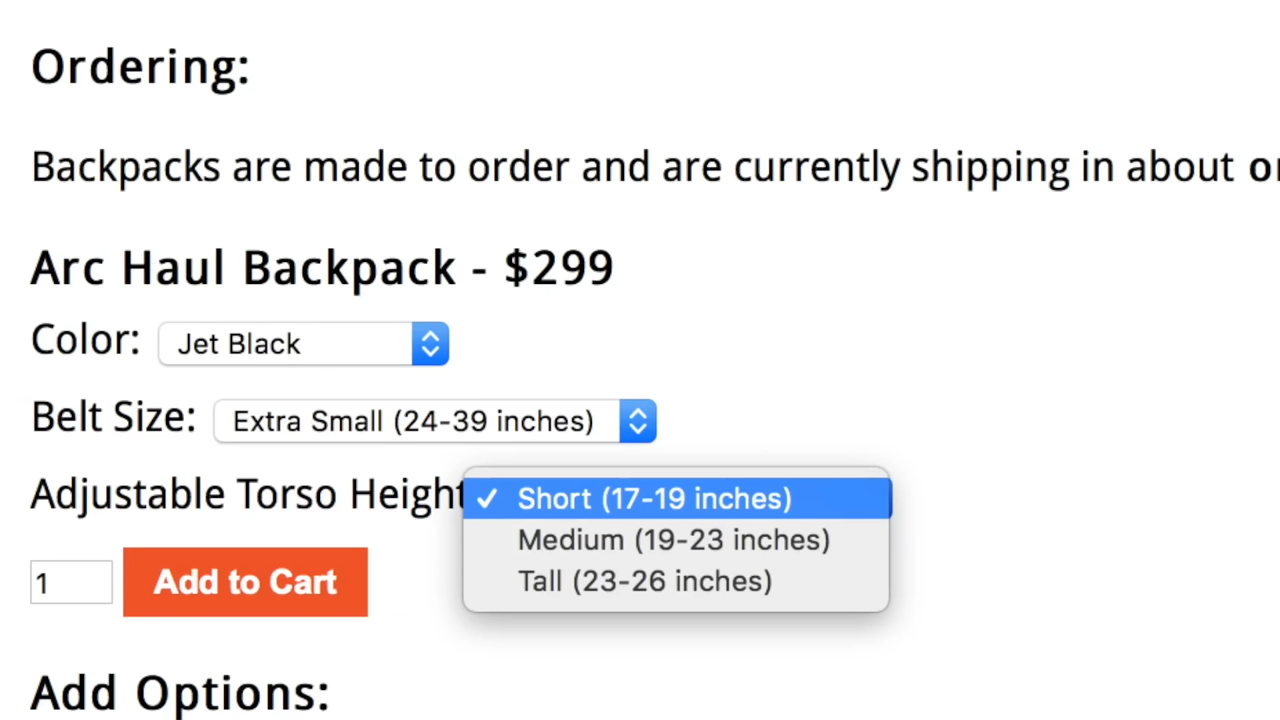 Ordering:
Backpacks are made to order and are currently shipping in about
Arc Haul Backpack - $299
Color: Jet Black
Belt Size: Extra Small (24-39 inches)
Adjustable Torso Height
✓ Short (17-19 inches)
Medium (19-23 inches)
Tall (23-26 inches)
1 Add to Cart
Add Options: